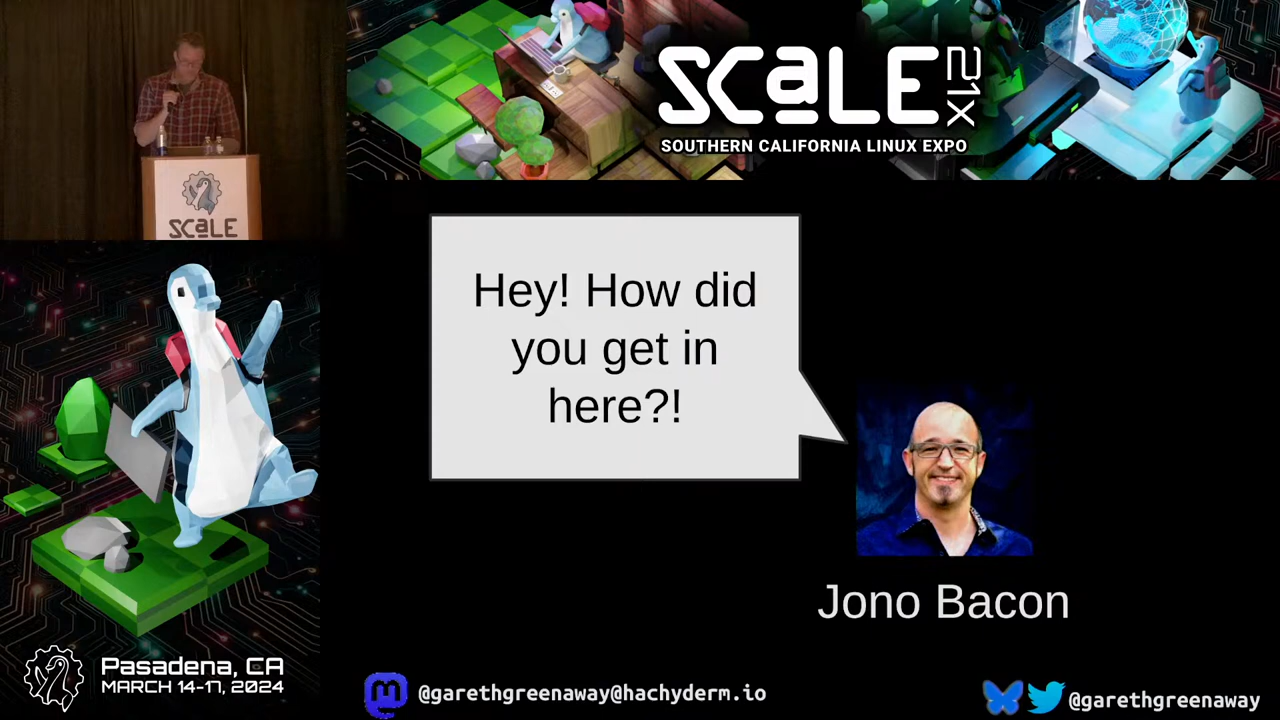 SCALE
21X
SOUTHERN CALIFORNIA LINUX EXPO
SCALE
Hey! How did
you get in
here?!
Jono Bacon
Pasadena, CA
MARCH 14-17, 2024
@garethgreenaway@hachyderm.io
@garethgreenaway